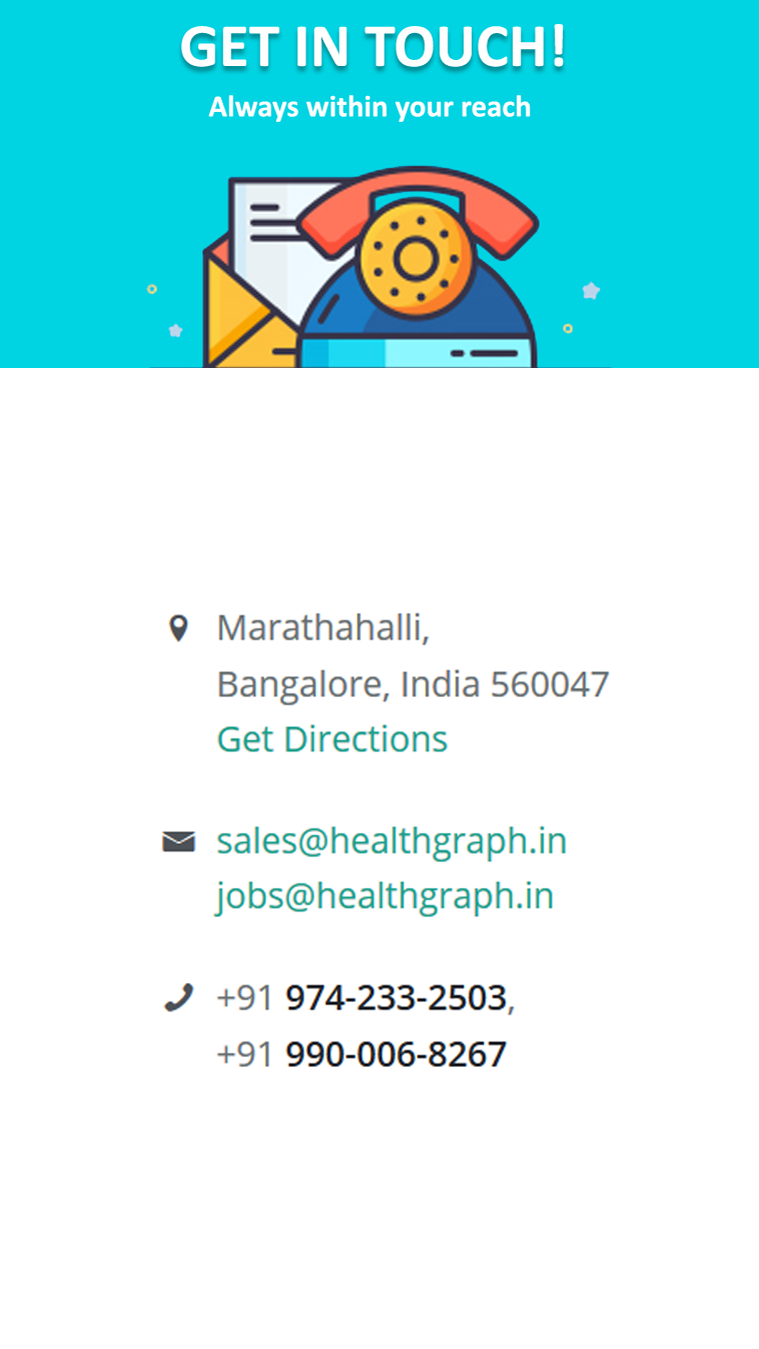 GET IN TOUCH!
Always within your reach
Marathahalli,
Bangalore, India 560047
Get Directions
sales@healthgraph.in
jobs@healthgraph.in
+91 974-233-2503,
+91 990-006-8267